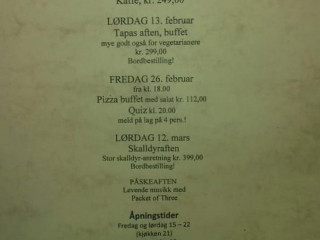 Kaffe, kr. 249,00
LØRDAG 13. februar
Tapas aften, buffet
mye godt også for vegetarianere
kr. 299,00
Bordbestilling!
FREDAG 26. februar
fra kl. 18.00
Pizza buffet med salat kr. 112,00
Quiz kl. 20.00
meld på lag på 4 pers.!
LØRDAG 12. mars
Skalldyraften
Stor skalldyr-anretning kr. 399,00
Bordbestilling!
PÅSKEAFTEN
Levende musikk med
Packet of Three
Åpningstider
Fredag og lørdag 15 – 22
(kjøkken 21)